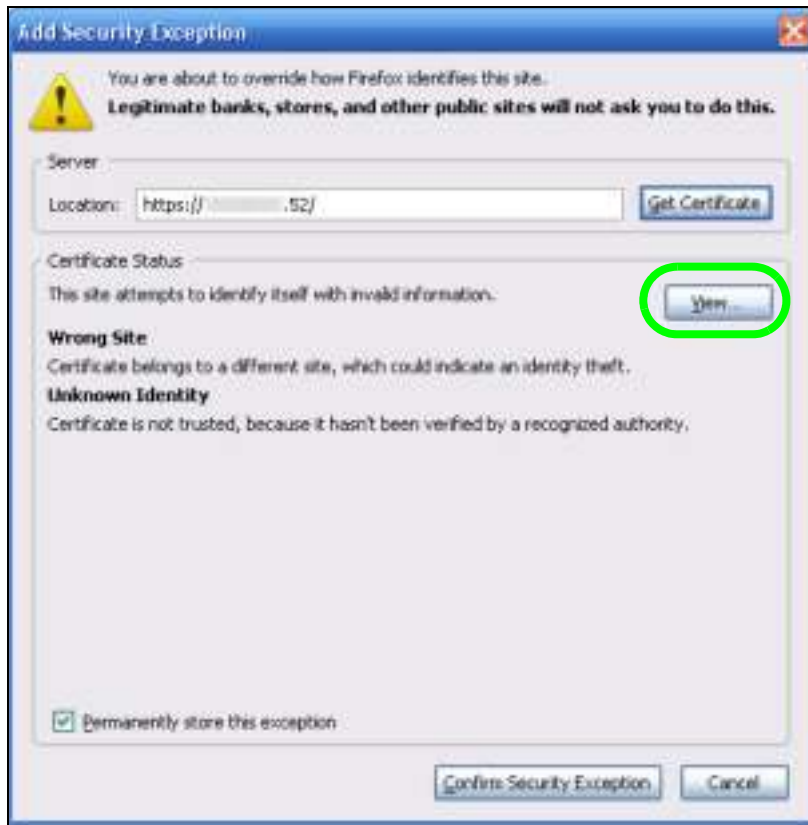 Add Security Exception
You are about to override how Firefox identifies this site.
Legitimate banks, stores, and other public sites will not ask you to do this.
Server
Location: https:// .52/ Get Certificate
Certificate Status
This site attempts to identify itself with invalid information. View...
Wrong Site
Certificate belongs to a different site, which could indicate an identity theft.
Unknown Identity
Certificate is not trusted, because it hasn't been verified by a recognized authority.
Permanently store this exception
Confirm Security Exception Cancel